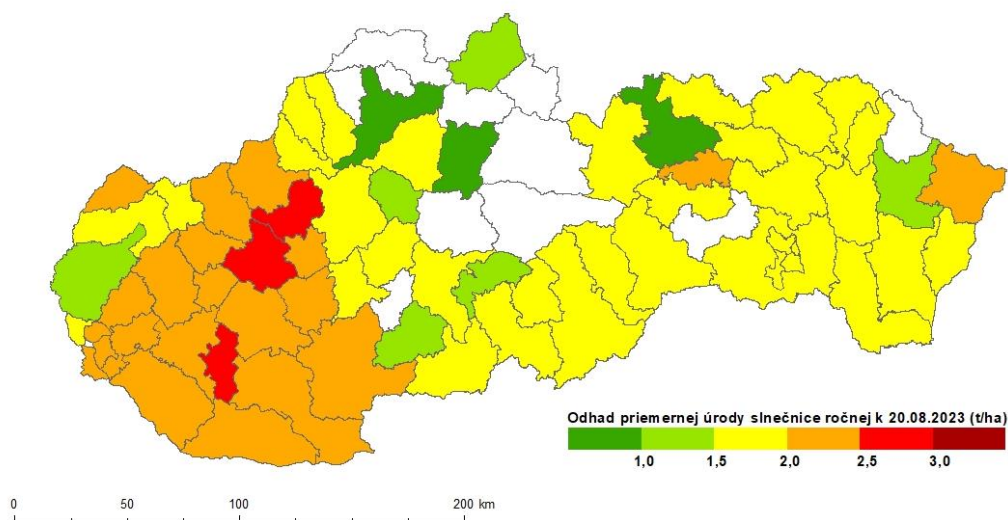 Odhad priemernej úrody slnečnice ročnej k 20.08.2023 (t/ha)
1,0 1,5 2,0 2,5 3,0
0 50 100 200 km